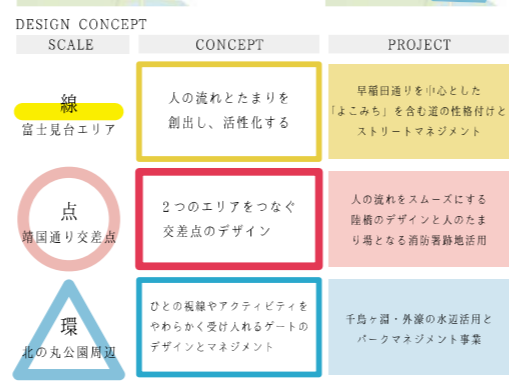 DESIGN CONCEPT
SCALE
CONCEPT
PROJECT
線
富士見台エリア
人の流れとたまりを
創出し、活性化する
早稲田通りを中心とした
「よこみち」を含む道の性格付けと
ストリートマネジメント
点
靖国通り交差点
２つのエリアをつなぐ
交差点のデザイン
人の流れをスムーズにする
陸橋のデザインと人のたま
り場となる消防署跡地活用
環
北の丸公園周辺
ひとの視線やアクティビティを
やわらかく受け入れるゲートの
デザインとマネジメント
千鳥ヶ淵・外濠の水辺活用と
パークマネジメント事業